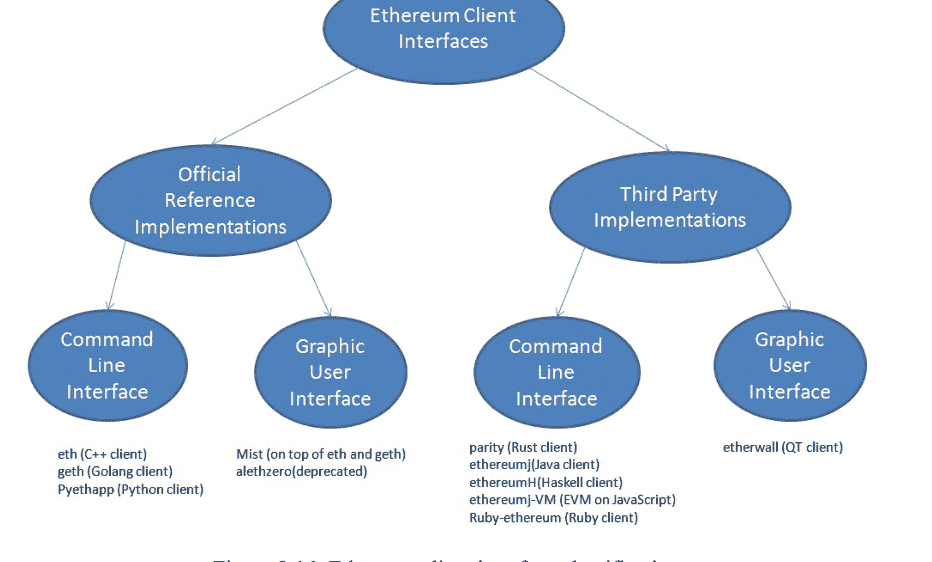 Ethereum Client
Interfaces
Official
Reference
Implementations
Third Party
Implementations
Command
Line
Interface
Graphic
User
Interface
Command
Line
Interface
Graphic
User
Interface
eth (C++ client)
geth (Golang client)
Pyethapp (Python client)
Mist (on top of eth and geth)
alethzero(deprecated)
parity (Rust client)
ethereumj(Java client)
ethereumH(Haskell client)
ethereumj-VM (EVM on JavaScript)
Ruby-ethereum (Ruby client)
etherwall (QT client)